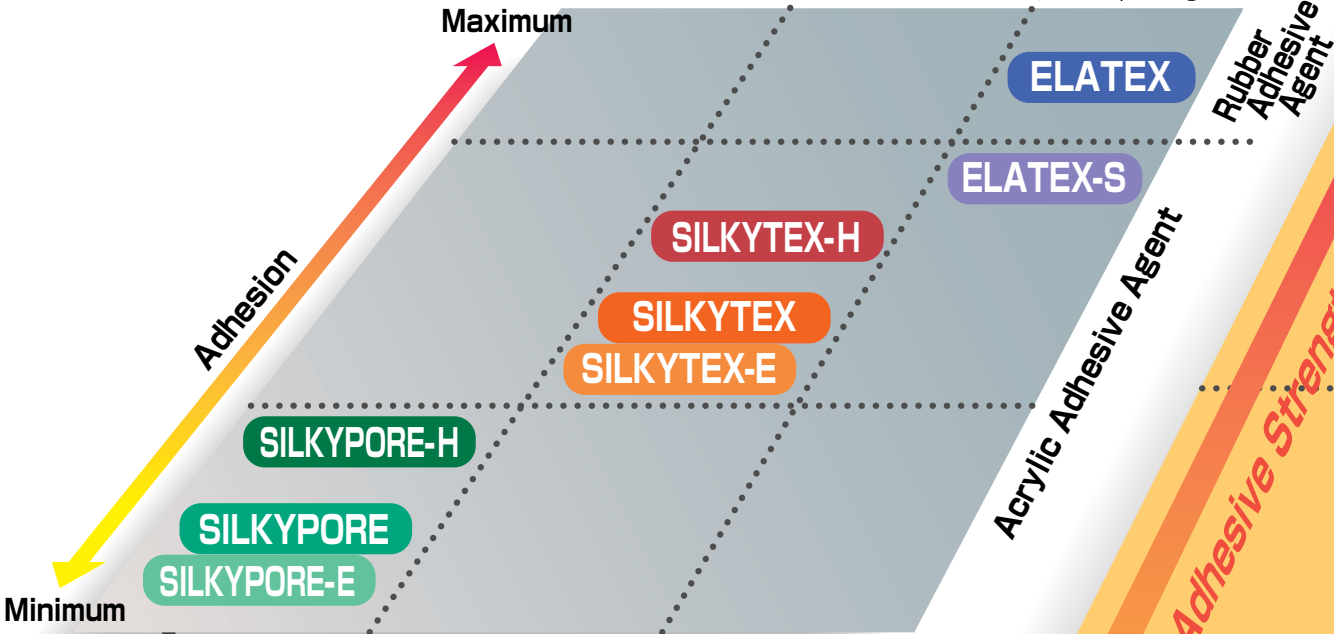 Maximum
ELATEX
Rubber
Adhesive
Agent
ELATEX-S
SILKYTEX-H
Adhesion
SILKYTEX
SILKYTEX-E
Acrylic Adhesive Agent
SILKYPORE-H
SILKYPORE
SILKYPORE-E
Minimum
Adhesive